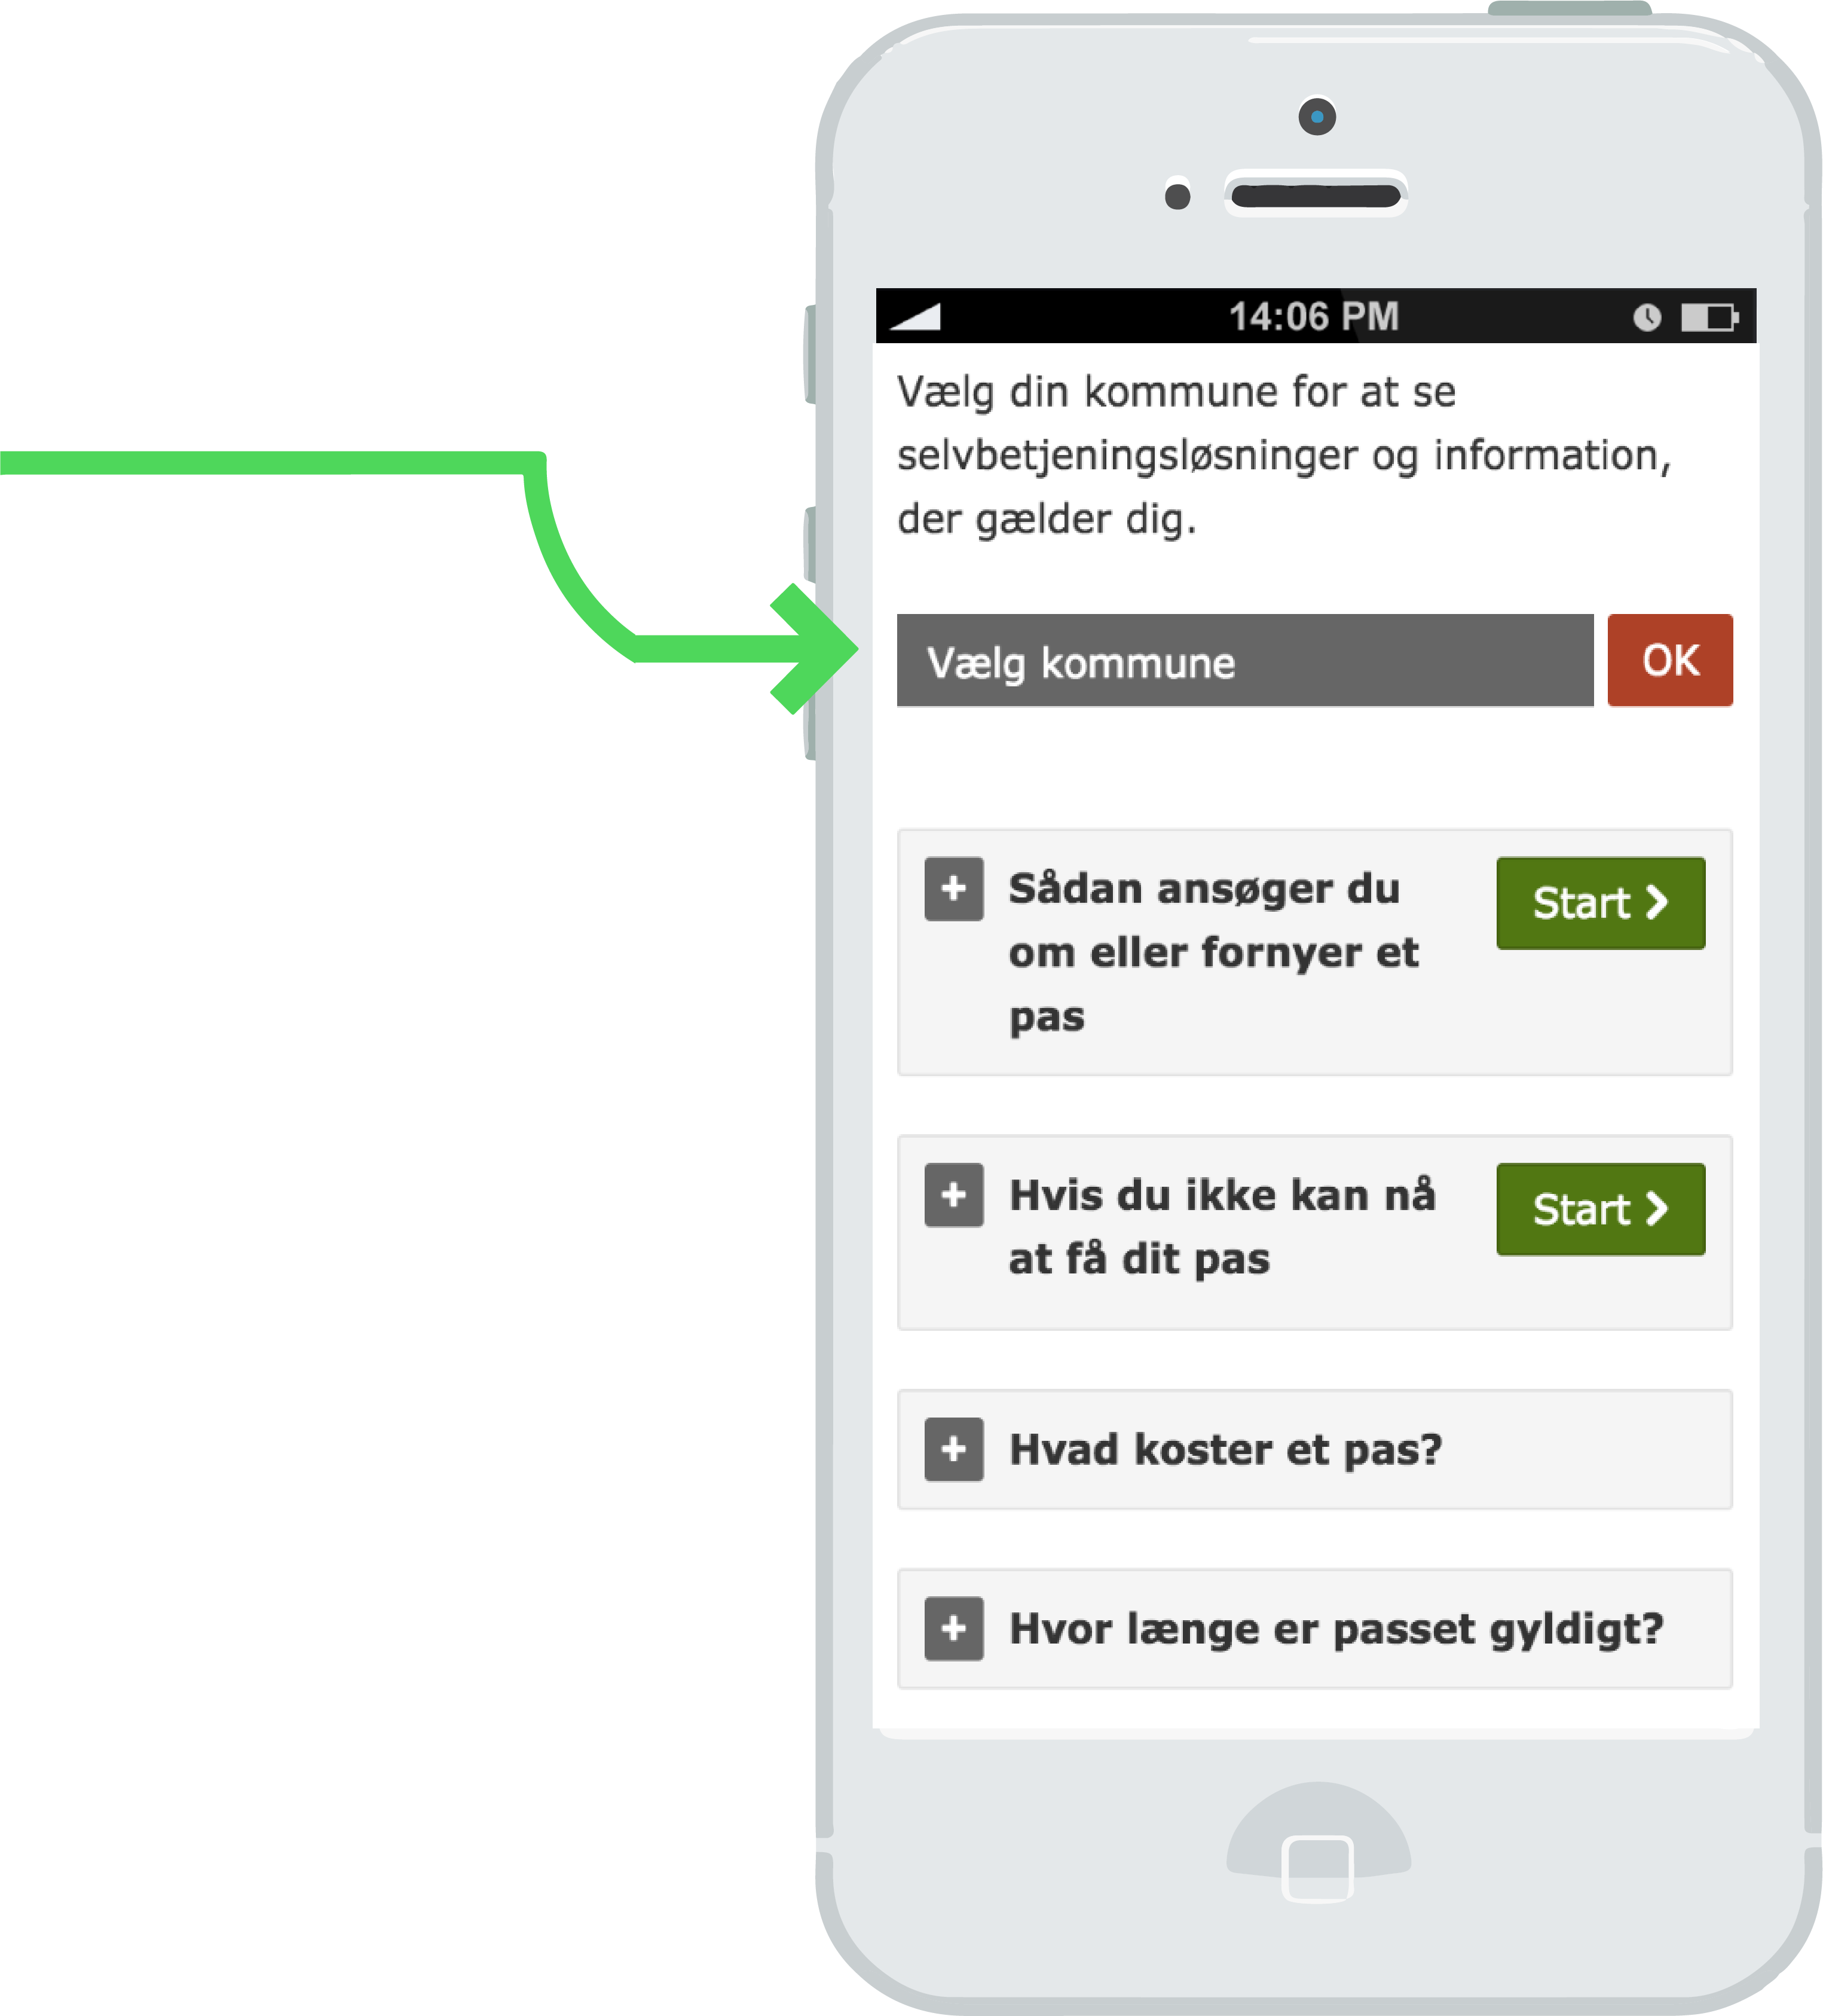 14:06 PM
Vælg din kommune for at se
selvbetjeningsløsninger og information,
der gælder dig.
Vælg kommune
OK
Sådan ansøger du
om eller fornyer et
pas
Start
Hvis du ikke kan nå
at få dit pas
Start
Hvad koster et pas?
Hvor længe er passet gyldigt?